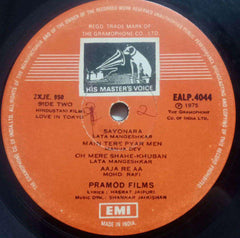 REGD. TRADE MARK OF
THE GRAMOPHONE CO. LTD.
HIS MASTER'S VOICE
2XJE. 950
SIDE TWO
HINDUSTANI FILM
LOVE IN TOKYO
EALP.4044
℗ 1975
The Gramophone
Co. of India Ltd.
2
SAYONARA
LATA MANGESHKAR
MAIN TERE PYAR MEN
MANNA DEY
OH MERE SHAHE-KHUBAN
LATA MANGESHKAR
AAJA RE AA
MOHD RAFI
PRAMOD FILMS
LYRICS : HASRAT JAIPURI
MUSIC DIR. SHANKAR JAIKISHAN
EMI
MADE IN INDIA.